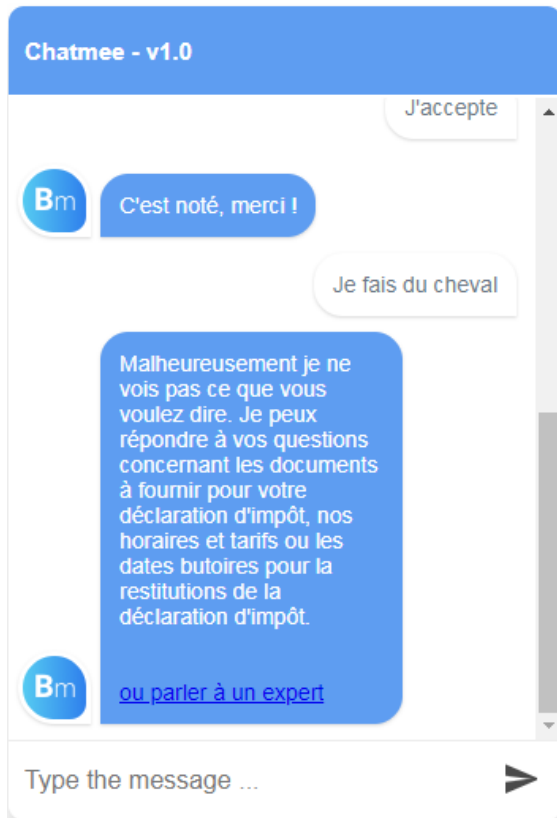 Chatmee - v1.0
J'accepte
Bm
C'est noté, merci !
Je fais du cheval
Malheureusement je ne
vois pas ce que vous
voulez dire. Je peux
répondre à vos questions
concernant les documents
à fournir pour votre
déclaration d'impôt, nos
horaires et tarifs ou les
dates butoires pour la
restitutions de la
déclaration d'impôt.
Bm
ou parler à un expert
Type the message ...